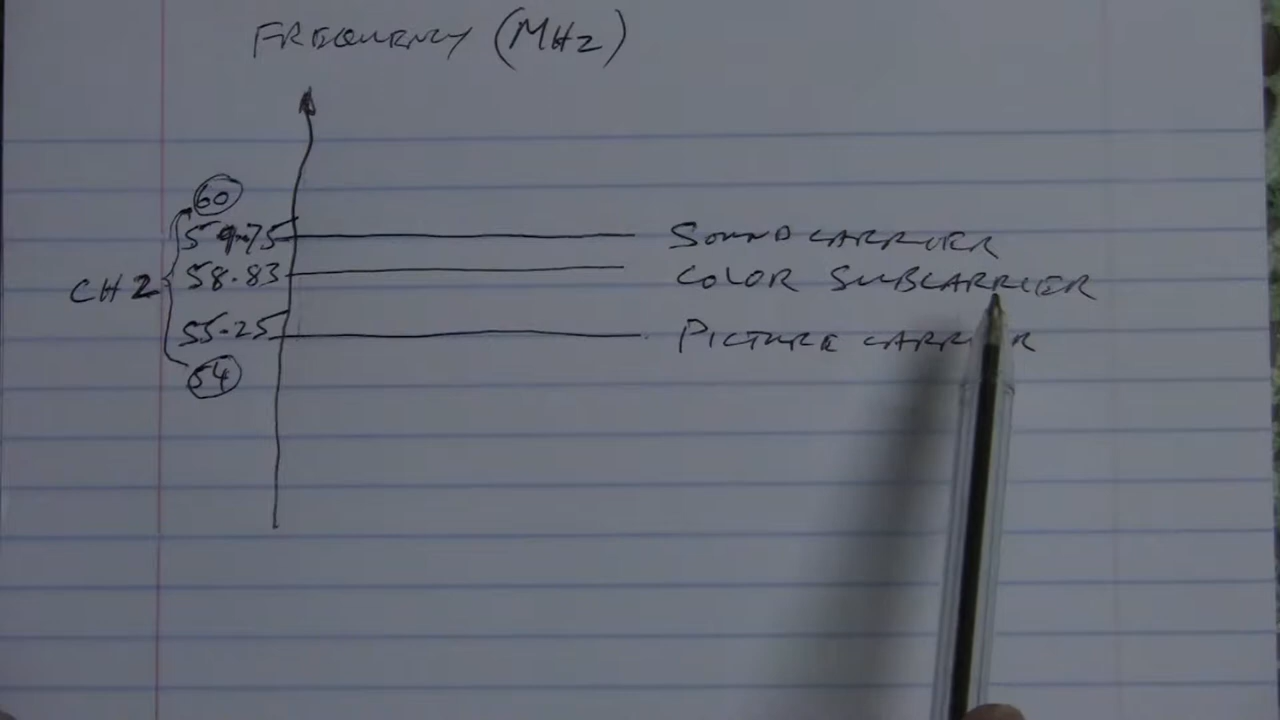 FREQUENCY (MHz)
60
59.75 SOUND CARRIER
CH 2 58.83 COLOR SUBCARRIER
55.25 PICTURE CARRIER
54